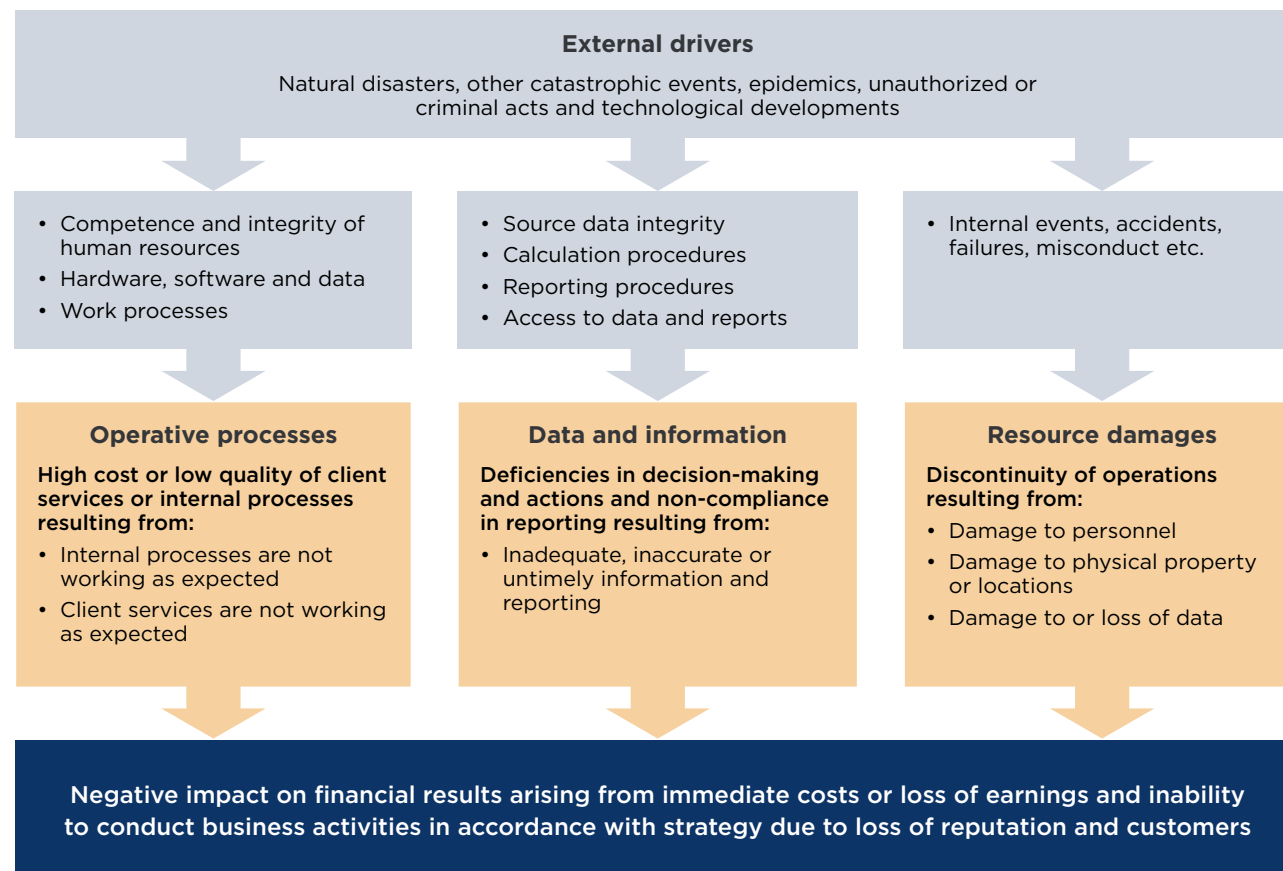 External drivers
Natural disasters, other catastrophic events, epidemics, unauthorized or
criminal acts and technological developments
• Competence and integrity of
human resources
• Hardware, software and data
• Work processes
• Source data integrity
• Calculation procedures
• Reporting procedures
• Access to data and reports
• Internal events, accidents,
failures, misconduct etc.
Operative processes
High cost or low quality of client
services or internal processes
resulting from:
• Internal processes are not
working as expected
• Client services are not working
as expected
Data and information
Deficiencies in decision-making
and actions and non-compliance
in reporting resulting from:
• Inadequate, inaccurate or
untimely information and
reporting
Resource damages
Discontinuity of operations
resulting from:
• Damage to personnel
• Damage to physical property
or locations
• Damage to or loss of data
Negative impact on financial results arising from immediate costs or loss of earnings and inability
to conduct business activities in accordance with strategy due to loss of reputation and customers